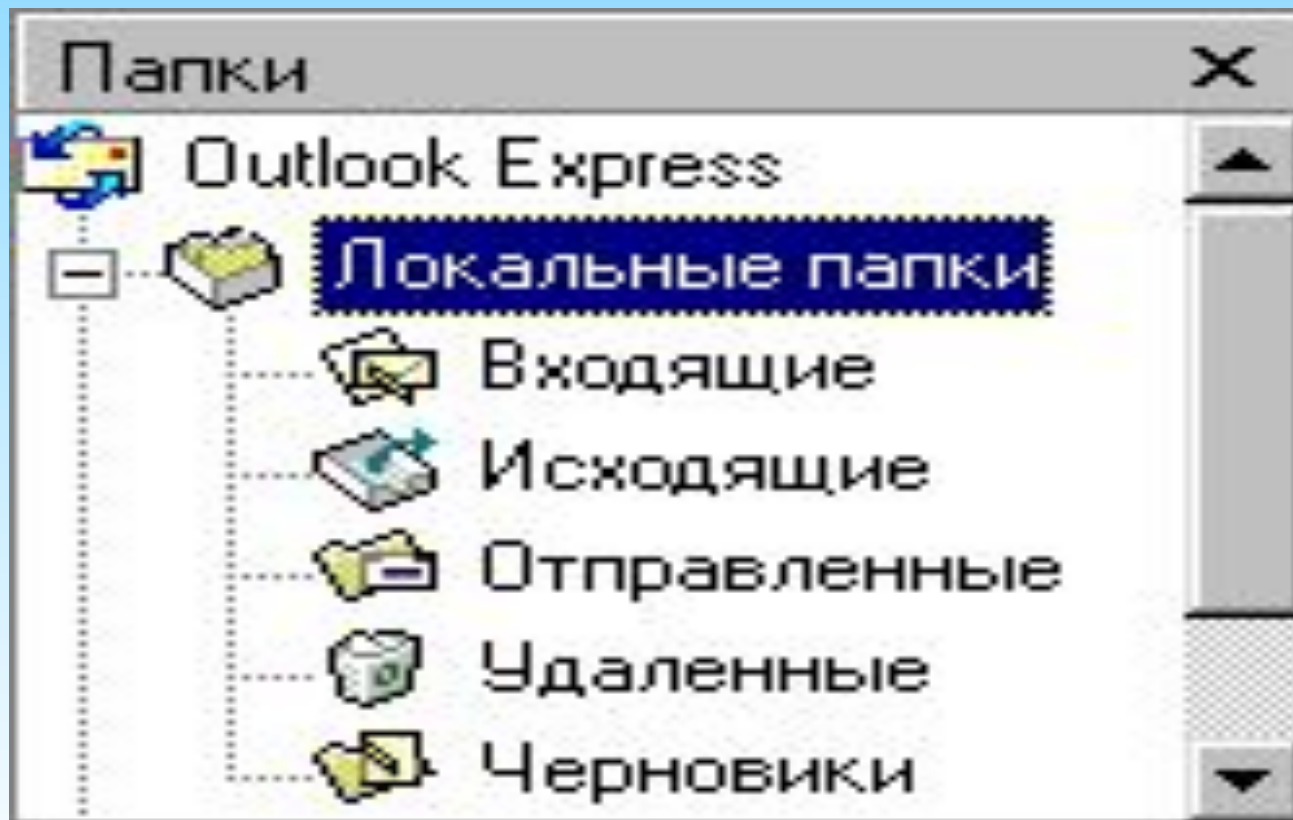 Папки
Outlook Express
Локальные папки
Входящие
Исходящие
Отправленные
Удаленные
Черновики